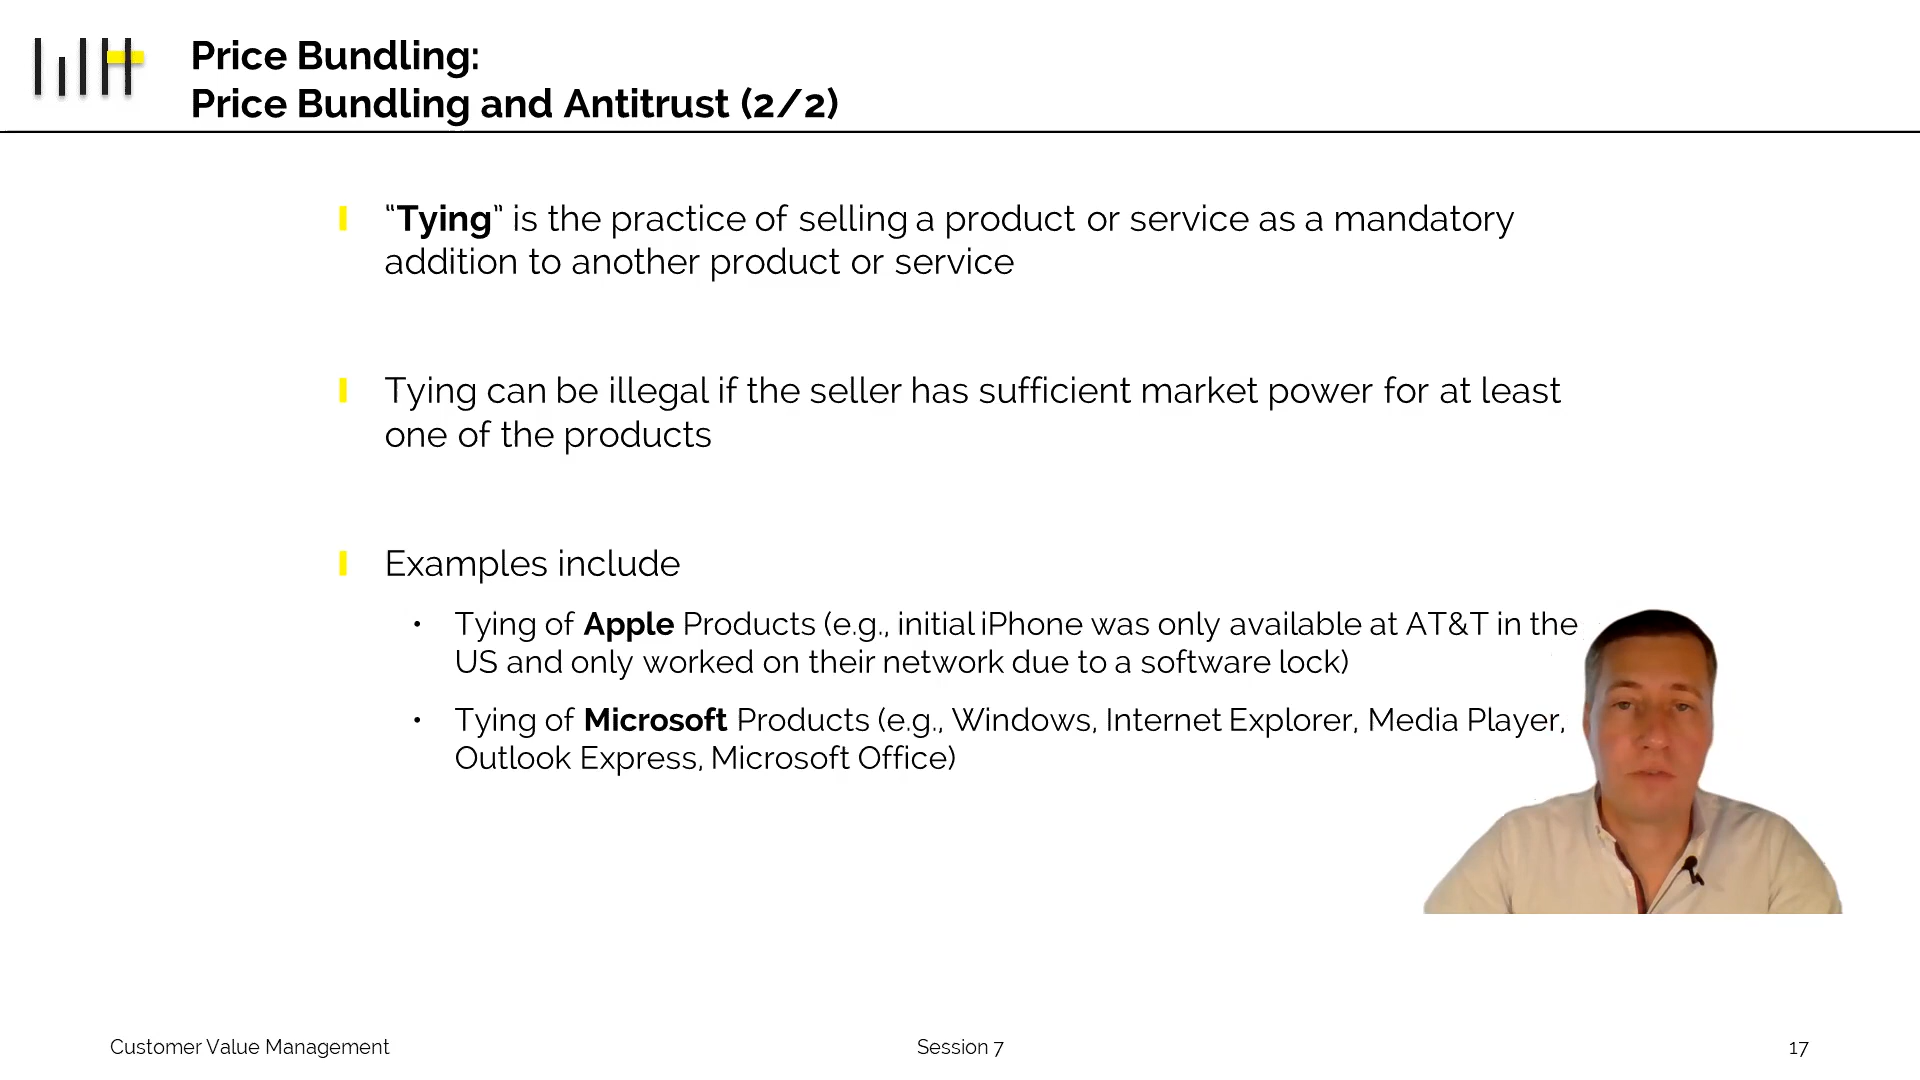 Price Bundling:
Price Bundling and Antitrust (2/2)
“Tying” is the practice of selling a product or service as a mandatory
addition to another product or service
Tying can be illegal if the seller has sufficient market power for at least
one of the products
Examples include
• Tying of Apple Products (e.g., initial iPhone was only available at AT&T in the
US and only worked on their network due to a software lock)
• Tying of Microsoft Products (e.g., Windows, Internet Explorer, Media Player,
Outlook Express, Microsoft Office)
Customer Value Management
Session 7
17